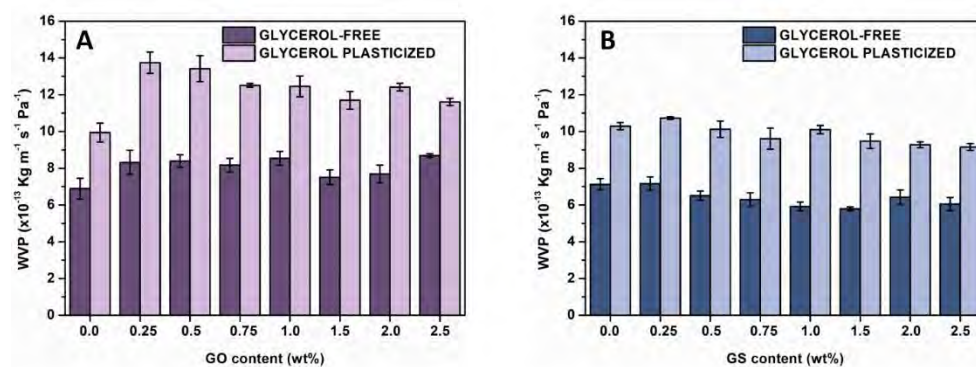 A
GLYCEROL-FREE
GLYCEROL PLASTICIZED
WVP (x10⁻¹³ Kg m⁻¹ s⁻¹ Pa⁻¹)
16
14
12
10
8
6
4
2
0
0.0 0.25 0.5 0.75 1.0 1.5 2.0 2.5
GO content (wt%)
B
GLYCEROL-FREE
GLYCEROL PLASTICIZED
WVP (x10⁻¹³ Kg m⁻¹ s⁻¹ Pa⁻¹)
16
14
12
10
8
6
4
2
0
0.0 0.25 0.5 0.75 1.0 1.5 2.0 2.5
GS content (wt%)